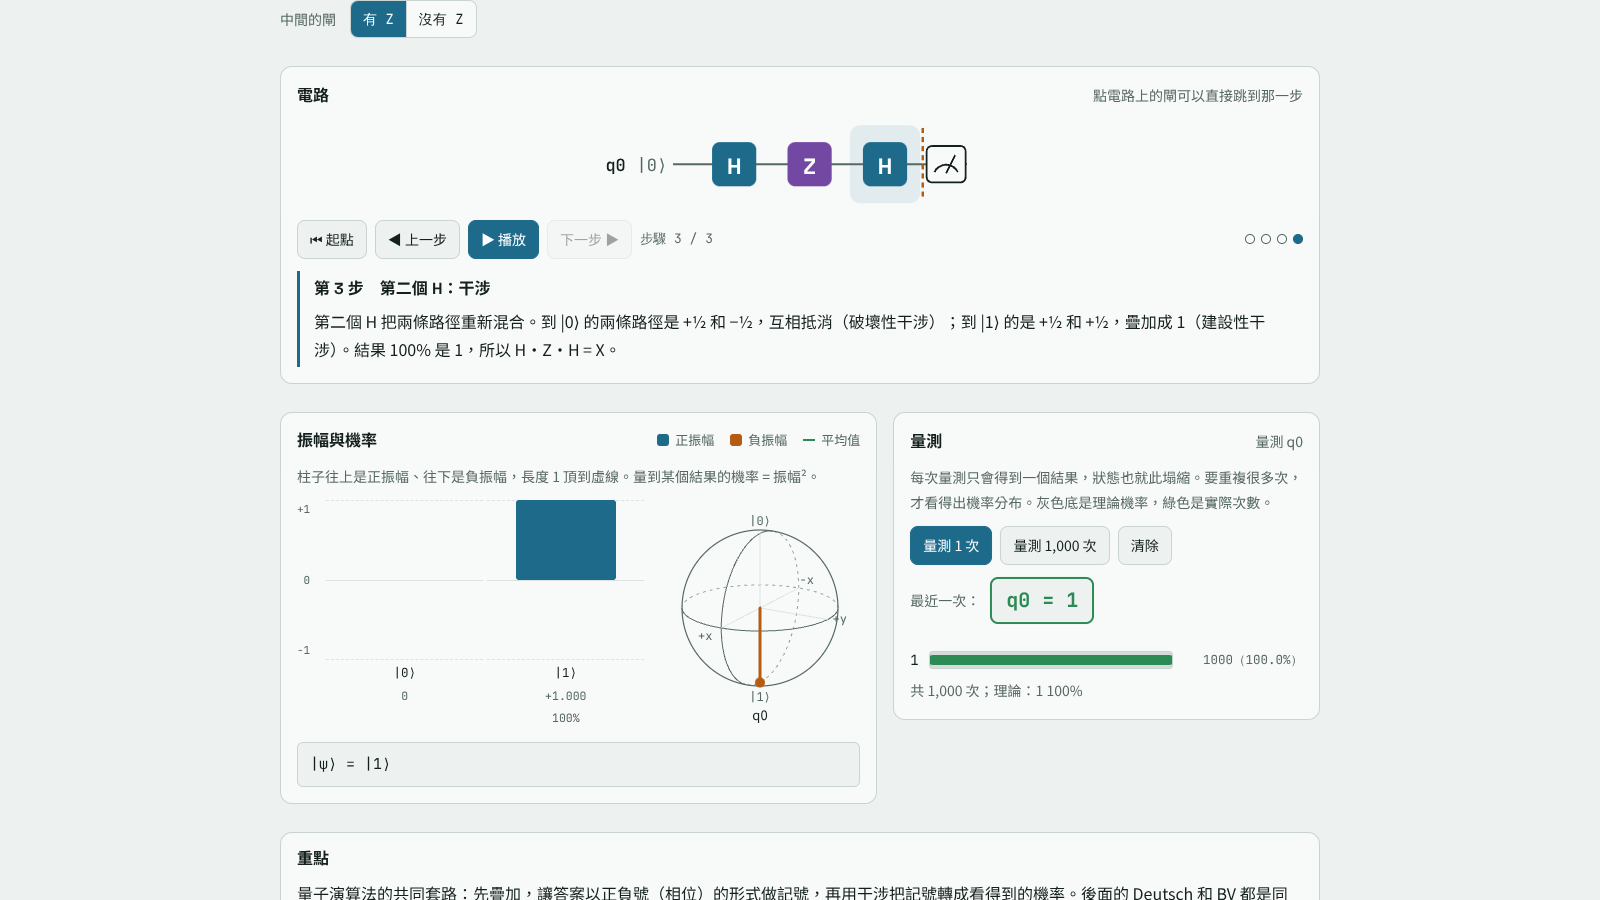 中間的閘 有 Z 沒有 Z
電路 點電路上的閘可以直接跳到那一步
q0 |0⟩ H Z H
⏮ 起點 ◀ 上一步 ▶ 播放 下一步 ▶ 步驟 3 / 3
第 3 步　第二個 H：干涉
第二個 H 把兩條路徑重新混合。到 |0⟩ 的兩條路徑是 +½ 和 −½，互相抵消（破壞性干涉）；到 |1⟩ 的是 +½ 和 +½，疊加成 1（建設性干
涉）。結果 100% 是 1，所以 H・Z・H = X。
振幅與機率 正振幅 負振幅 平均值
柱子往上是正振幅、往下是負振幅，長度 1 頂到虛線。量到某個結果的機率 = 振幅²。
+1
0
-1
|0⟩ |1⟩
0 +1.000
100%
|0⟩
-x
+y
+x
|1⟩
q0
|ψ⟩ = |1⟩
量測 量測 q0
每次量測只會得到一個結果，狀態也就此塌縮。要重複很多次，
才看得出機率分布。灰色底是理論機率，綠色是實際次數。
量測 1 次 量測 1,000 次 清除
最近一次： q0 = 1
1 1000 (100.0%)
共 1,000 次；理論：1 100%
重點
量子演算法的共同套路：先疊加，讓答案以正負號（相位）的形式做記號，再用干涉把記號轉成看得到的機率。後面的 Deutsch 和 BV 都是同